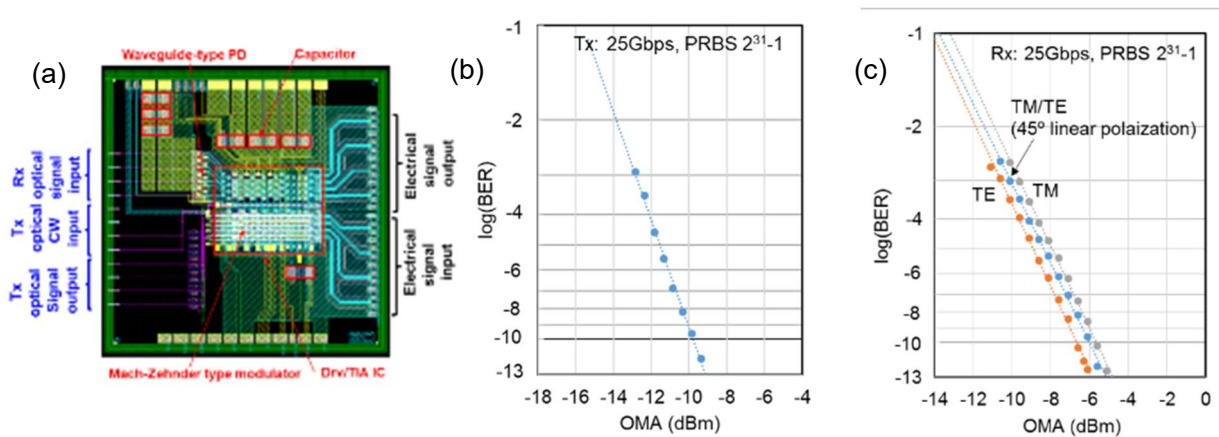 (a)
Waveguide-type PD
Capacitor
Rx
optical
signal
input
Tx
optical
CW
input
Tx
optical
Signal
output
Electrical
signal
output
Electrical
signal
input
Mach-Zehnder type modulator
Drv/TIA IC
(b)
Tx: 25Gbps, PRBS 2³¹-1
log(BER)
-1
-2
-4
-6
-8
-10
-13
-18 -16 -14 -12 -10 -8 -6 -4
OMA (dBm)
(c)
Rx: 25Gbps, PRBS 2³¹-1
TM/TE
(45º linear polaization)
TE
TM
log(BER)
-1
-2
-4
-6
-8
-10
-13
-14 -12 -10 -8 -6 -4 -2 0
OMA (dBm)